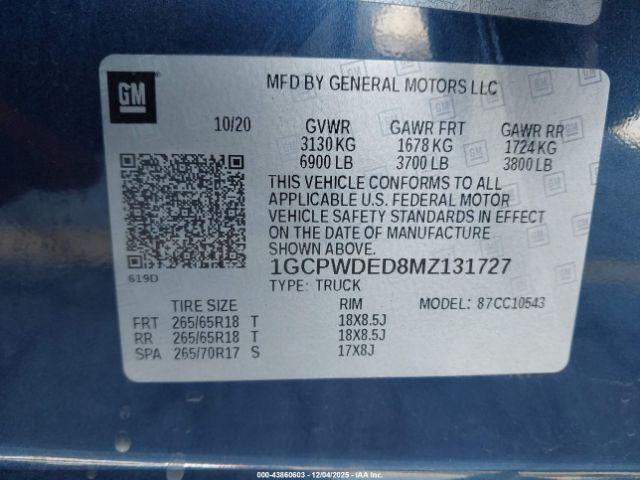 GM
MFD BY GENERAL MOTORS LLC
10/20 GVWR GAWR FRT GAWR RR
3130 KG 1678 KG 1724 KG
6900 LB 3700 LB 3800 LB
THIS VEHICLE CONFORMS TO ALL
APPLICABLE U.S. FEDERAL MOTOR
VEHICLE SAFETY STANDARDS IN EFFECT
ON THE DATE OF MANUFACTURE
SHOWN ABOVE.
619D
1GCPWDED8MZ131727
TYPE: TRUCK
TIRE SIZE RIM MODEL: 87CC10543
FRT 265/65R18 T 18X8.5J
RR 265/65R18 T 18X8.5J
SPA 265/70R17 S 17X8J
© IAA 000-43860603 - 12/04/2025 - IAAI.COM